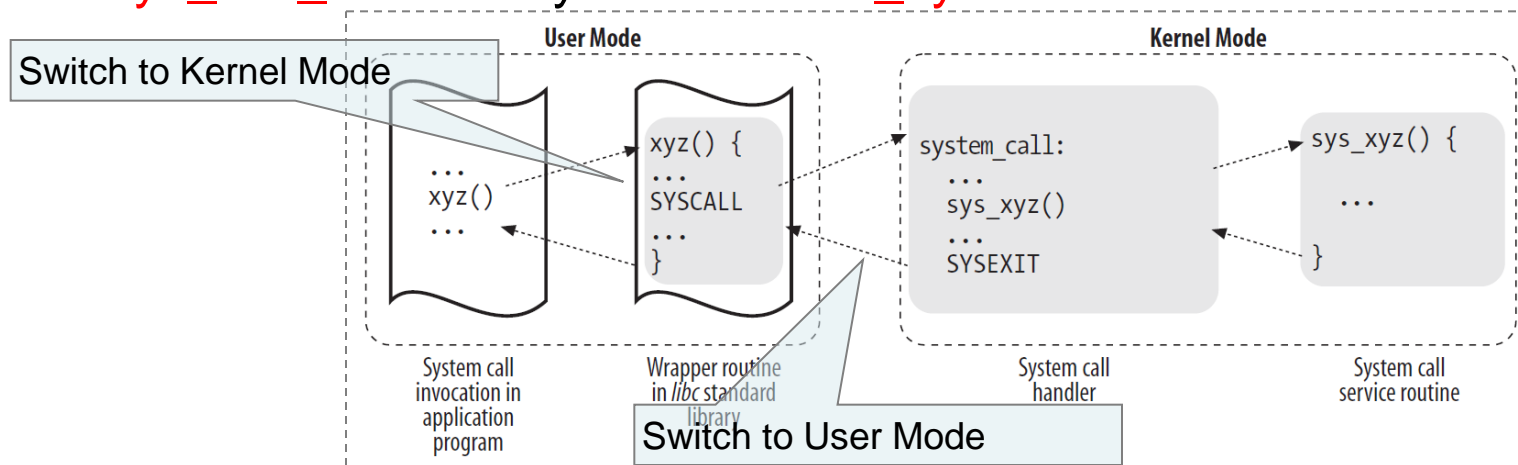 User Mode
Kernel Mode
Switch to Kernel Mode
...
xyz()
...
xyz() {
...
SYSCALL
...
}
system_call:
...
sys_xyz()
...
SYSEXIT
sys_xyz() {
...
}
System call
invocation in
application
program
Wrapper routine
in libc standard
library
System call
handler
System call
service routine
Switch to User Mode